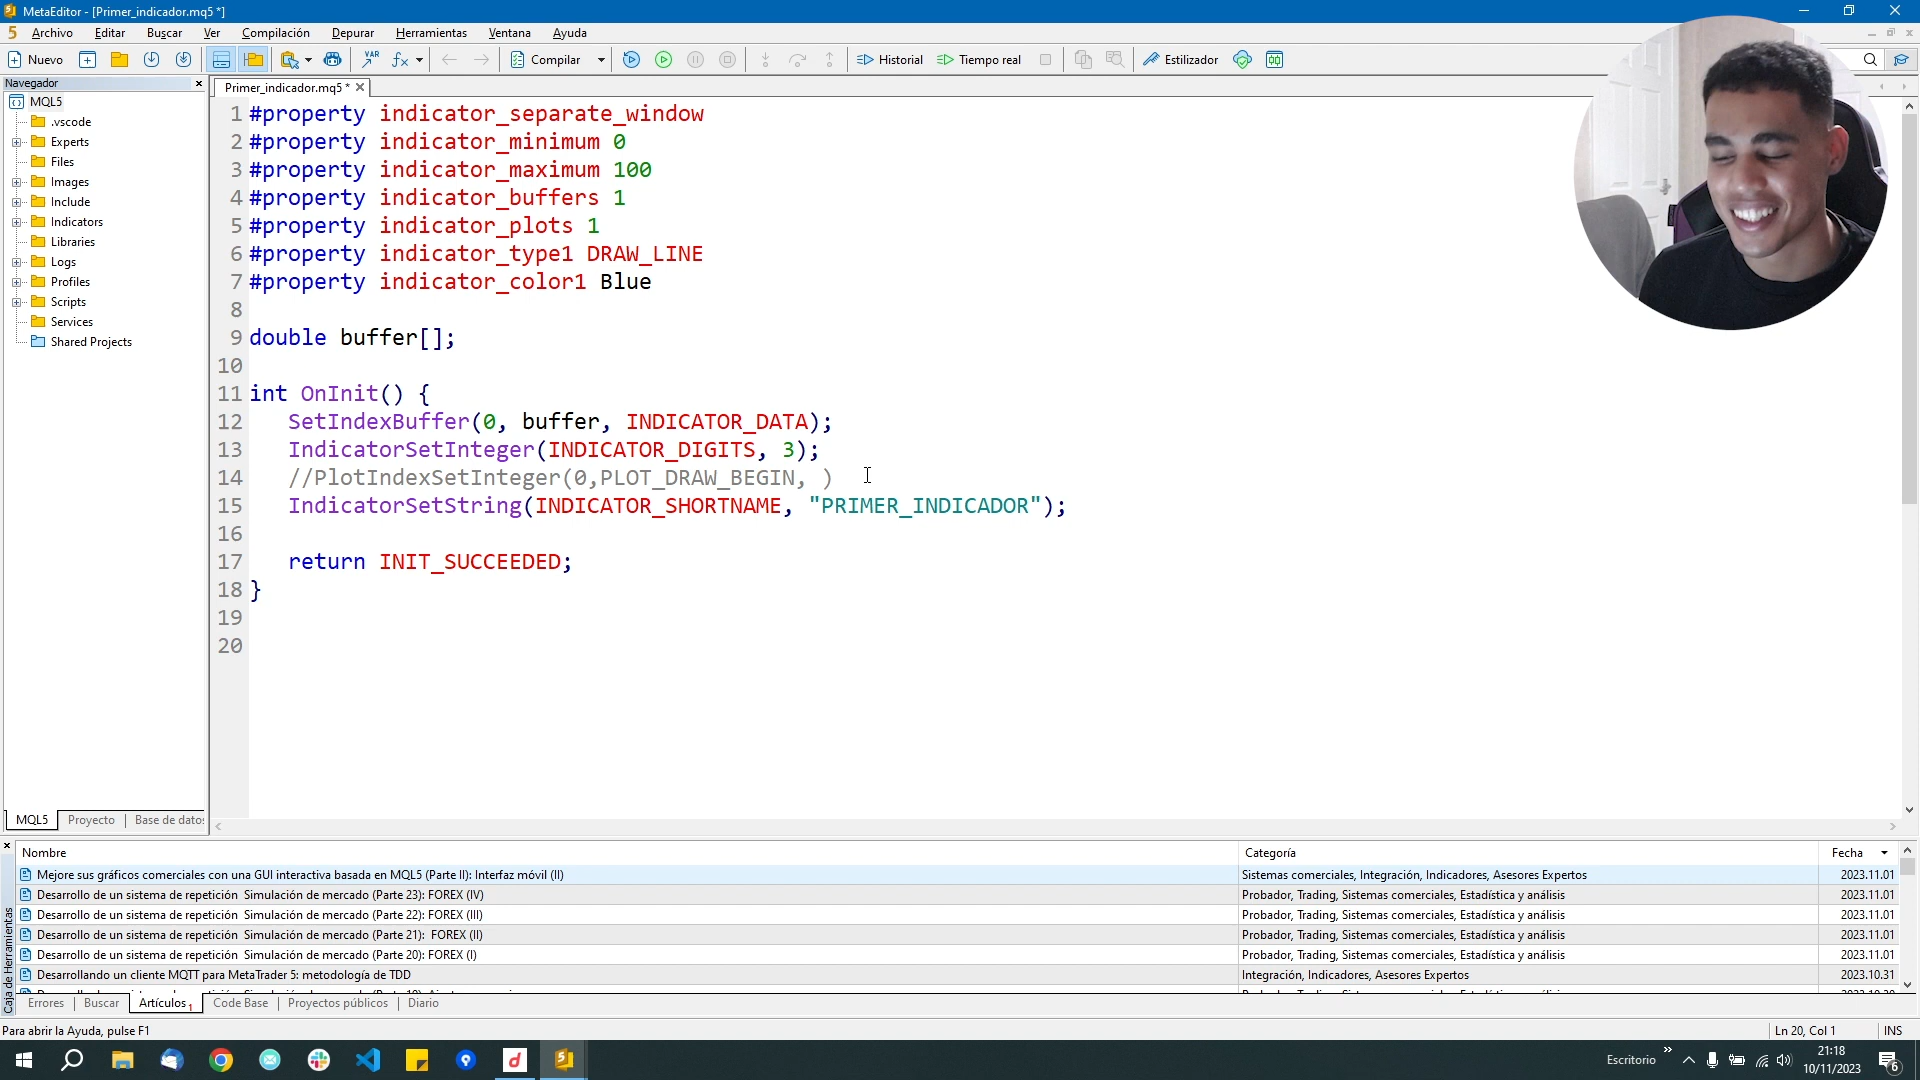 MetaEditor - [Primer_indicador.mq5 *]
5 Archivo Editar Buscar Ver Compilación Depurar Herramientas Ventana Ayuda
Nuevo VAR fx Compilar Historial Tiempo real Estilizador
Navegador
Primer_indicador.mq5 *
MQL5
.vscode
Experts
Files
Images
Include
Indicators
Libraries
Logs
Profiles
Scripts
Services
Shared Projects
1 #property indicator_separate_window
2 #property indicator_minimum 0
3 #property indicator_maximum 100
4 #property indicator_buffers 1
5 #property indicator_plots 1
6 #property indicator_type1 DRAW_LINE
7 #property indicator_color1 Blue
8
9 double buffer[];
10
11 int OnInit() {
12 SetIndexBuffer(0, buffer, INDICATOR_DATA);
13 IndicatorSetInteger(INDICATOR_DIGITS, 3);
14 //PlotIndexSetInteger(0,PLOT_DRAW_BEGIN, )
15 IndicatorSetString(INDICATOR_SHORTNAME, "PRIMER_INDICADOR");
16
17 return INIT_SUCCEEDED;
18 }
19
20
MQL5 Proyecto Base de datos
Nombre Categoría Fecha
Mejore sus gráficos comerciales con una GUI interactiva basada en MQL5 (Parte II): Interfaz móvil (II) Sistemas comerciales, Integración, Indicadores, Asesores Expertos 2023.11.01
Desarrollo de un sistema de repetición Simulación de mercado (Parte 23): FOREX (IV) Probador, Trading, Sistemas comerciales, Estadística y análisis 2023.11.01
Desarrollo de un sistema de repetición Simulación de mercado (Parte 22): FOREX (III) Probador, Trading, Sistemas comerciales, Estadística y análisis 2023.11.01
Desarrollo de un sistema de repetición Simulación de mercado (Parte 21): FOREX (II) Probador, Trading, Sistemas comerciales, Estadística y análisis 2023.11.01
Desarrollo de un sistema de repetición Simulación de mercado (Parte 20): FOREX (I) Probador, Trading, Sistemas comerciales, Estadística y análisis 2023.11.01
Desarrollando un cliente MQTT para MetaTrader 5: metodología de TDD Integración, Indicadores, Asesores Expertos 2023.10.31
Caja de Herramientas
Errores Buscar Artículos 1 Code Base Proyectos públicos Diario
Para abrir la Ayuda, pulse F1 Ln 20, Col 1 INS
Escritorio 21:18
10/11/2023 6